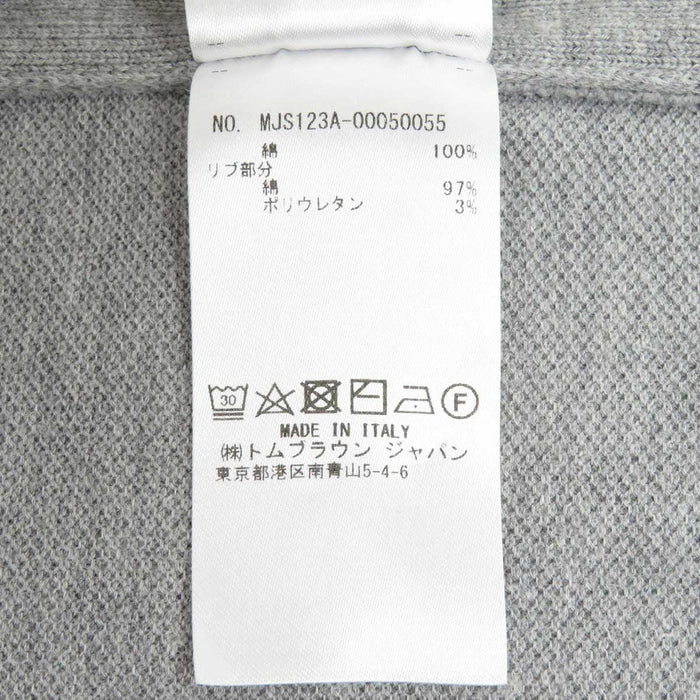 NO. MJS123A-00050055
綿 100%
リブ部分
綿 97%
ポリウレタン 3%
30 F
MADE IN ITALY
(株)トムブラウン ジャパン
東京都港区南青山5-4-6